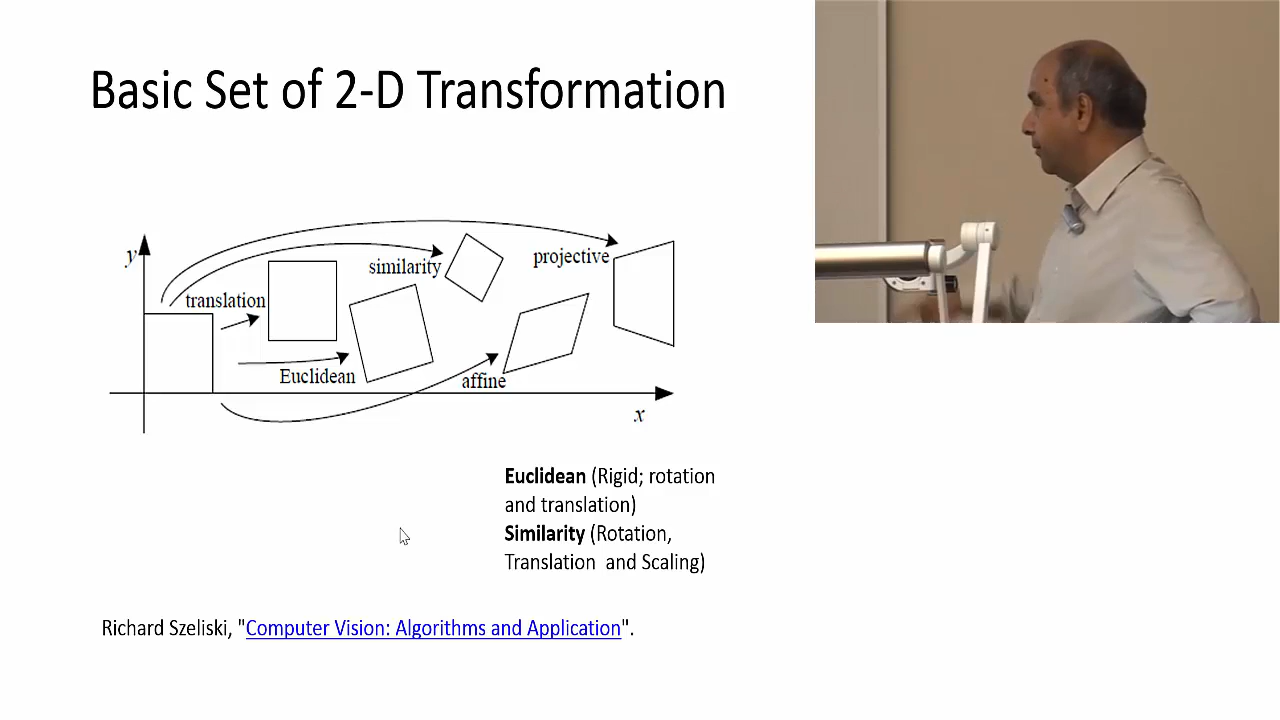 Basic Set of 2-D Transformation
y
similarity
projective
translation
Euclidean
affine
x
Euclidean (Rigid; rotation
and translation)
Similarity (Rotation,
Translation and Scaling)
Richard Szeliski, "Computer Vision: Algorithms and Application".